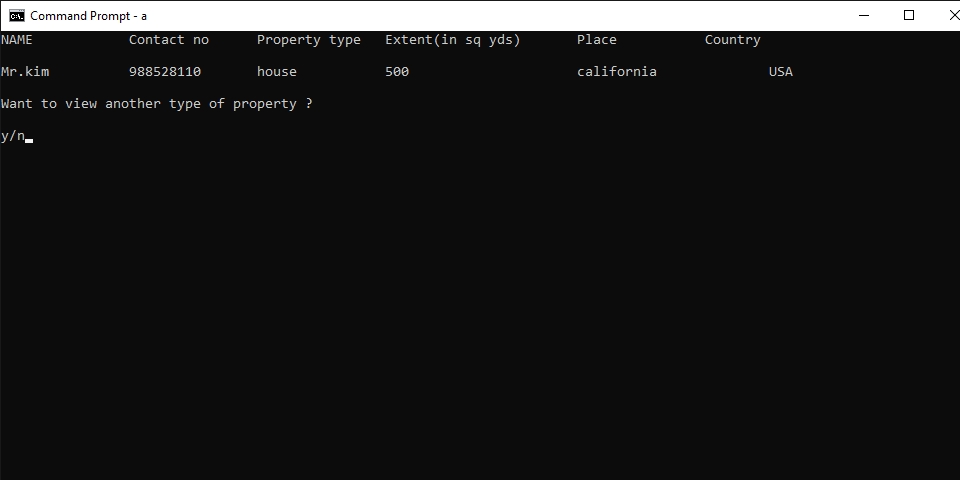 Command Prompt - a
NAME Contact no Property type Extent(in sq yds) Place Country
Mr.kim 988528110 house 500 california USA
Want to view another type of property ?
y/n